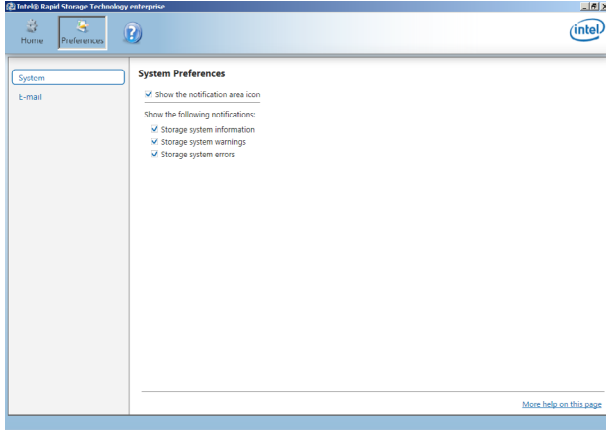 Intel® Rapid Storage Technology enterprise
Home
Preferences
?
intel
System
E-mail
System Preferences
Show the notification area icon
Show the following notifications:
Storage system information
Storage system warnings
Storage system errors
More help on this page